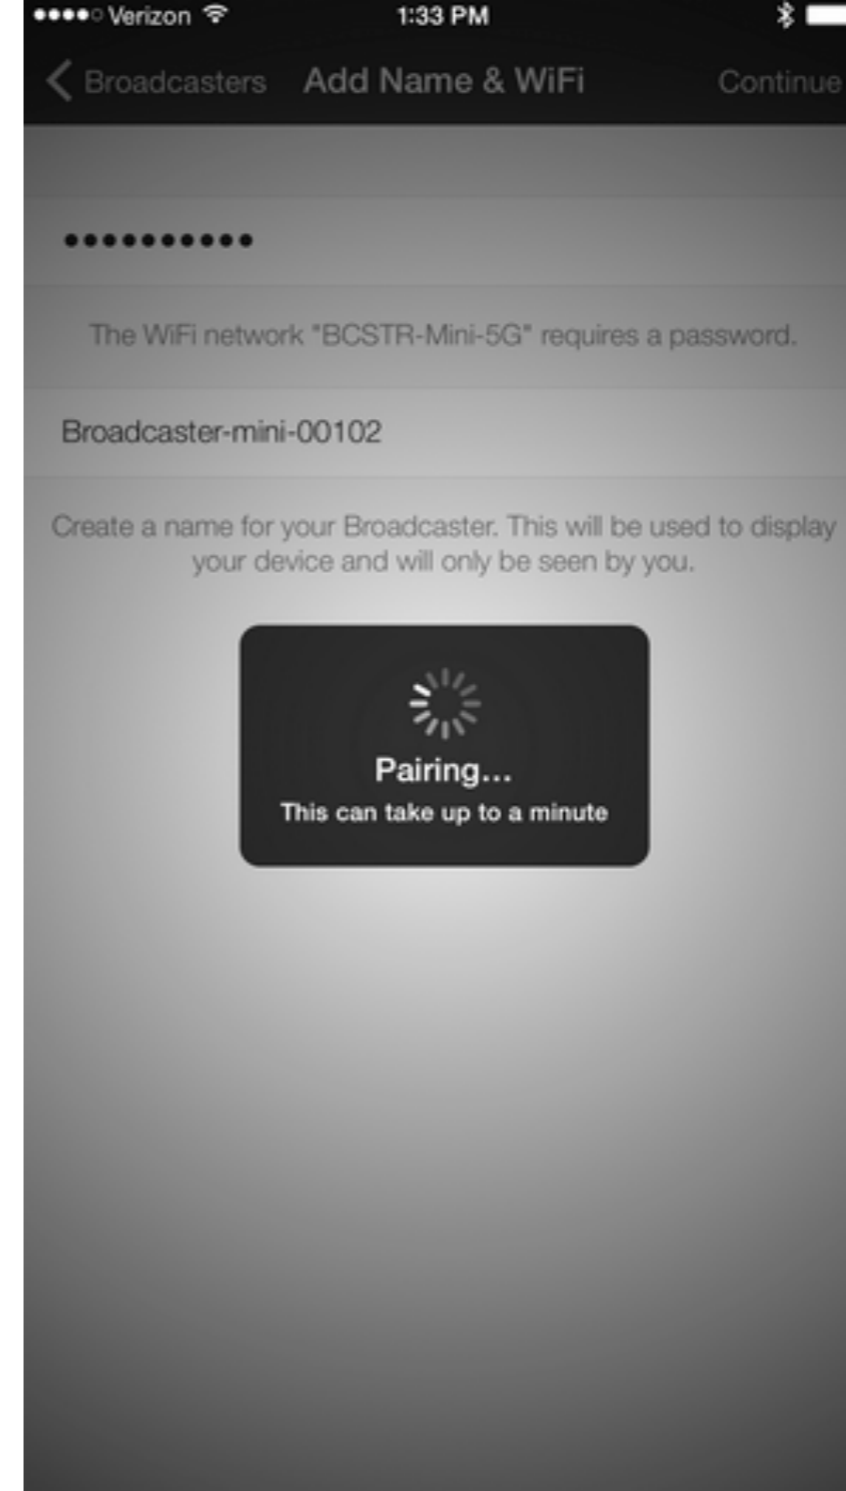 Verizon 1:33 PM
Broadcasters Add Name & WiFi Continue
••••••••••
The WiFi network "BCSTR-Mini-5G" requires a password.
Broadcaster-mini-00102
Create a name for your Broadcaster. This will be used to display
your device and will only be seen by you.
Pairing...
This can take up to a minute